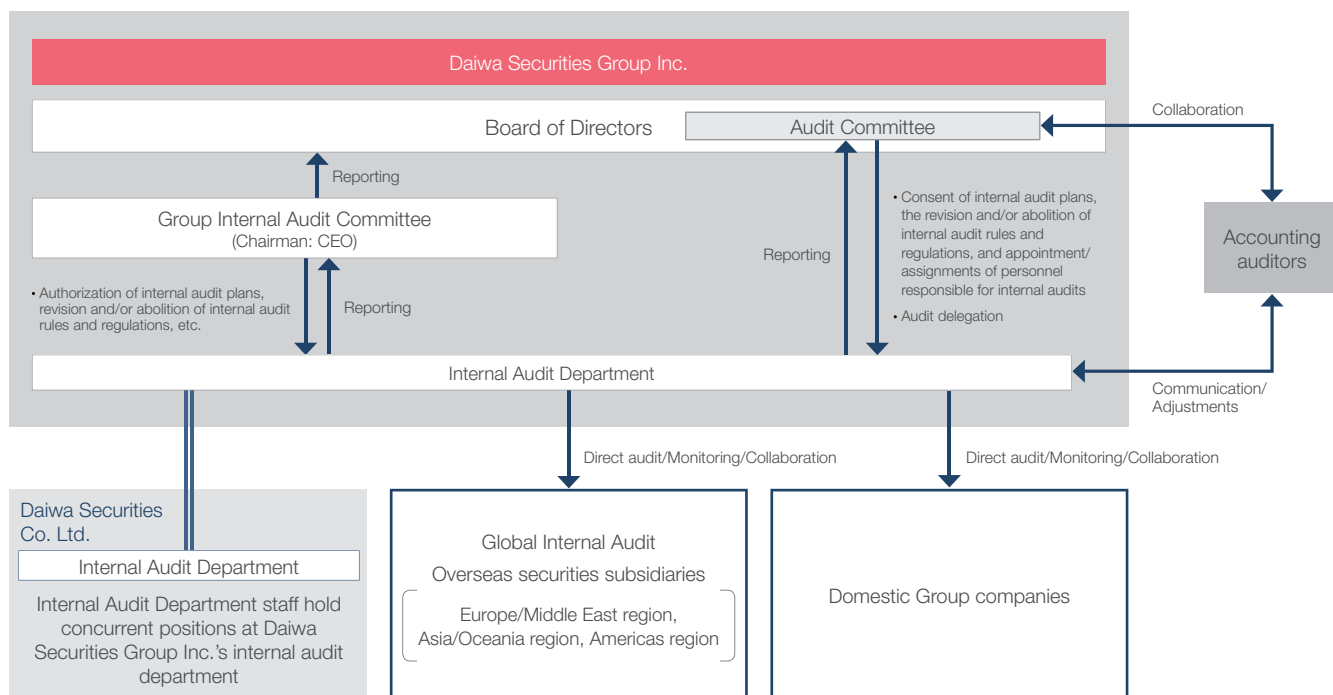 Daiwa Securities Group Inc.
Board of Directors
Audit Committee
Collaboration
Reporting
Group Internal Audit Committee
(Chairman: CEO)
• Authorization of internal audit plans,
revision and/or abolition of internal audit
rules and regulations, etc.
Reporting
Reporting
• Consent of internal audit plans,
the revision and/or abolition of
internal audit rules and
regulations, and appointment/
assignments of personnel
responsible for internal audits
• Audit delegation
Accounting
auditors
Internal Audit Department
Communication/
Adjustments
Direct audit/Monitoring/Collaboration
Direct audit/Monitoring/Collaboration
Daiwa Securities
Co. Ltd.
Internal Audit Department
Internal Audit Department staff hold
concurrent positions at Daiwa
Securities Group Inc.’s internal audit
department
Global Internal Audit
Overseas securities subsidiaries
Europe/Middle East region,
Asia/Oceania region, Americas region
Domestic Group companies